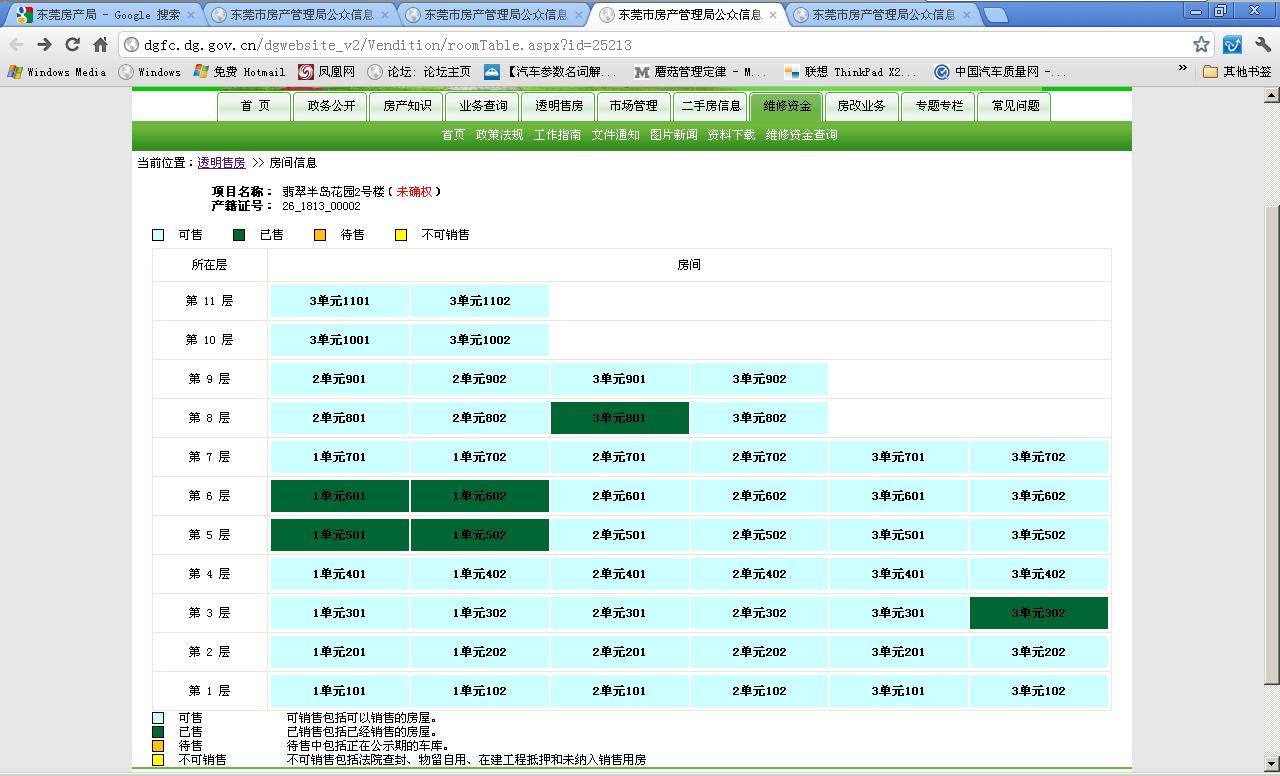 东莞房产局 - Google 搜索 东莞市房产管理局公众信息 东莞市房产管理局公众信息 东莞市房产管理局公众信息 东莞市房产管理局公众信息
dgfc.dg.gov.cn/dgwebsite_v2/Vendition/roomTable.aspx?id=25213
Windows Media Windows 免费 Hotmail 凤凰网 论坛: 论坛主页 【汽车参数名词解... 蘑菇管理定律 - M... 联想 ThinkPad X2... 中国汽车质量网 -... » 其他书签
首 页 政务公开 房产知识 业务查询 透明售房 市场管理 二手房信息 维修资金 房改业务 专题专栏 常见问题
首页 政策法规 工作指南 文件通知 图片新闻 资料下载 维修资金查询
当前位置：透明售房 >> 房间信息
项目名称： 翡翠半岛花园2号楼（未确权）
产籍证号： 26_1813_00002
可售 已售 待售 不可销售
所在层 房间
第 11 层 3单元1101 3单元1102
第 10 层 3单元1001 3单元1002
第 9 层 2单元901 2单元902 3单元901 3单元902
第 8 层 2单元801 2单元802 3单元801 3单元802
第 7 层 1单元701 1单元702 2单元701 2单元702 3单元701 3单元702
第 6 层 1单元601 1单元602 2单元601 2单元602 3单元601 3单元602
第 5 层 1单元501 1单元502 2单元501 2单元502 3单元501 3单元502
第 4 层 1单元401 1单元402 2单元401 2单元402 3单元401 3单元402
第 3 层 1单元301 1单元302 2单元301 2单元302 3单元301 3单元302
第 2 层 1单元201 1单元202 2单元201 2单元202 3单元201 3单元202
第 1 层 1单元101 1单元102 2单元101 2单元102 3单元101 3单元102
可售 可销售包括可以销售的房屋。
已售 已销售包括已经销售的房屋。
待售 待售中包括正在公示期的车库。
不可销售 不可销售包括法院查封、物留自用、在建工程抵押和未纳入销售用房